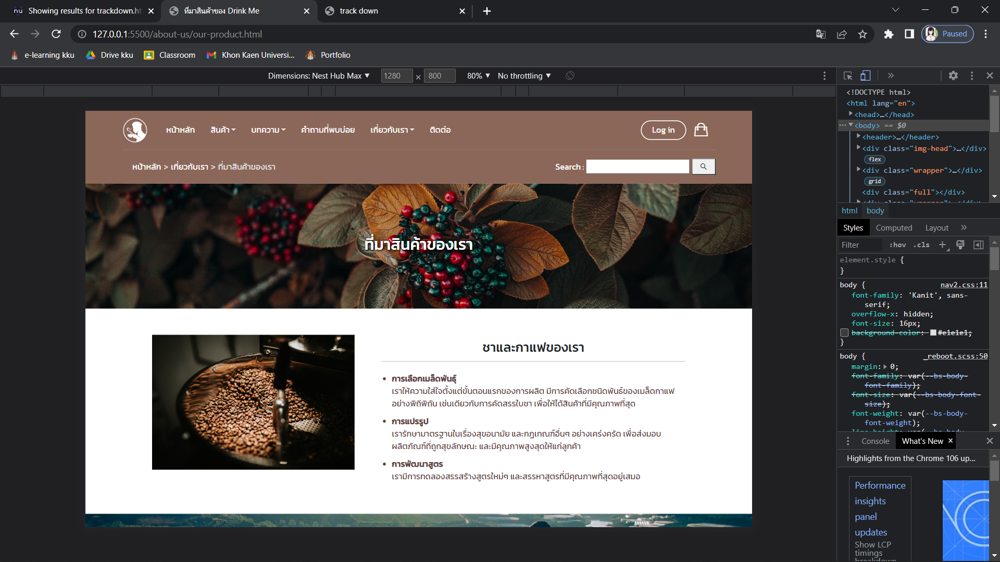 nu Showing results for trackdown.ht
ที่มาสินค้าของ Drink Me
track down
127.0.0.1:5500/about-us/our-product.html
Paused
e-learning kku
Drive kku
Classroom
Khon Kaen Universi...
Portfolio
Dimensions: Nest Hub Max ▼ 1280 × 800 80% ▼ No throttling ▼
หน้าหลัก สินค้า บทความ คำถามที่พบบ่อย เกี่ยวกับเรา ติดต่อ
Log in
หน้าหลัก > เกี่ยวกับเรา > ที่มาสินค้าของเรา
Search :
ที่มาสินค้าของเรา
ชาและกาแฟของเรา
• การเลือกเมล็ดพันธุ์
เราให้ความใส่ใจตั้งแต่ขั้นตอนแรกของการผลิต มีการคัดเลือกชนิดพันธ์ของเมล็ดกาแฟ
อย่างพิถีพิถัน เช่นเดียวกับการคัดสรรใบชา เพื่อให้ได้สินค้าที่มีคุณภาพที่สุด
• การแปรรูป
เรารักษามาตรฐานในเรื่องสุขอนามัย และกฎเกณฑ์อื่นๆ อย่างเคร่งครัด เพื่อส่งมอบ
ผลิตภัณฑ์ที่ถูกสุขลักษณะ และมีคุณภาพสูงสุดให้แก่ลูกค้า
• การพัฒนาสูตร
เรามีการทดลองสรรสร้างสูตรใหม่ๆ และสรรหาสูตรที่มีคุณภาพที่สุดอยู่เสมอ
<!DOCTYPE html>
<html lang="en">
<head>…</head>
<body> == $0
<header>…</header>
<div class="img-head">…</div>
flex
<div class="wrapper">…</div>
grid
<div class="full"></div>
<div class="wrapper">…</div>
html body
Styles Computed Layout
Filter :hov .cls
element.style {
}
body { nav2.css:11
font-family: 'Kanit', sans-
serif;
overflow-x: hidden;
font-size: 16px;
background-color: #e1e1e1;
}
body { _reboot.scss:50
margin: 0;
font-family: var(--bs-body-
font-family);
font-size: var(--bs-body-font-
size);
font-weight: var(--bs-body-
font-weight);
line-height: var(--bs-body-
Console What's New
Highlights from the Chrome 106 up...
Performance
insights
panel
updates
Show LCP
timings
breakdown